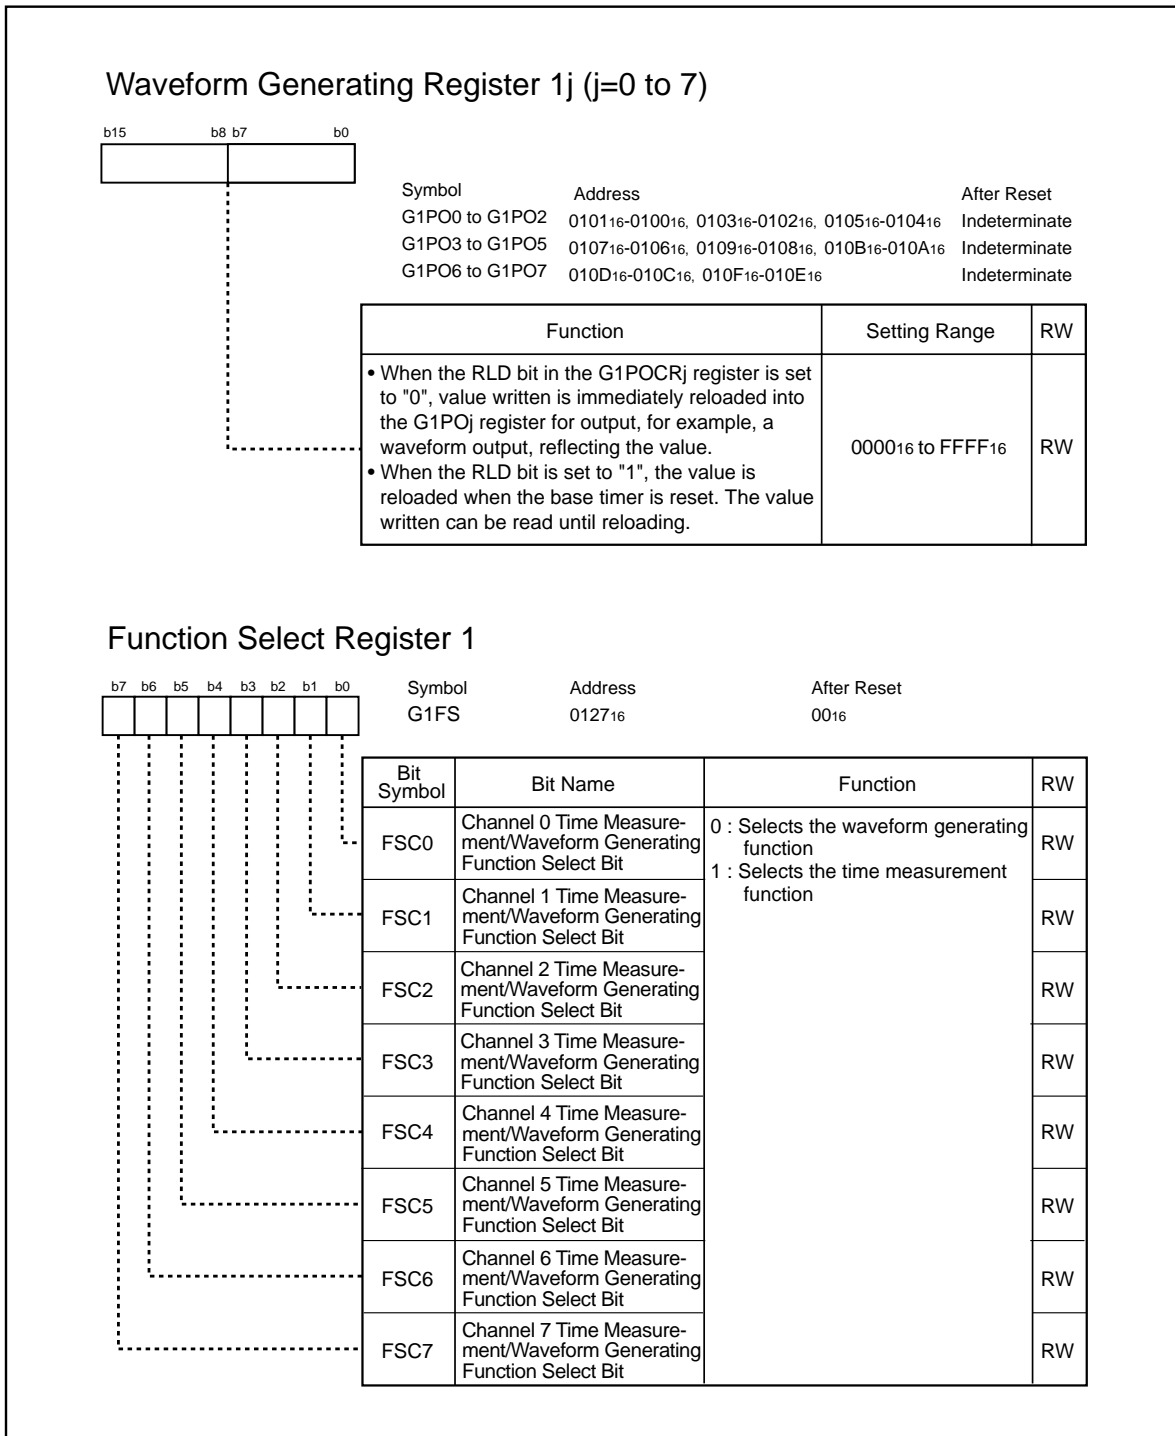 Waveform Generating Register 1j (j=0 to 7)
b15 b8 b7 b0
Symbol Address After Reset
G1PO0 to G1PO2 010116-010016, 010316-010216, 010516-010416 Indeterminate
G1PO3 to G1PO5 010716-010616, 010916-010816, 010B16-010A16 Indeterminate
G1PO6 to G1PO7 010D16-010C16, 010F16-010E16 Indeterminate
Function Setting Range RW
• When the RLD bit in the G1POCRj register is set
to "0", value written is immediately reloaded into
the G1POj register for output, for example, a
waveform output, reflecting the value.
• When the RLD bit is set to "1", the value is
reloaded when the base timer is reset. The value
written can be read until reloading.
000016 to FFFF16
RW
Function Select Register 1
b7 b6 b5 b4 b3 b2 b1 b0
Symbol Address After Reset
G1FS 012716 0016
Bit
Symbol
Bit Name Function RW
FSC0
Channel 0 Time Measure-
ment/Waveform Generating
Function Select Bit
0 : Selects the waveform generating
function
1 : Selects the time measurement
function
RW
FSC1
Channel 1 Time Measure-
ment/Waveform Generating
Function Select Bit
RW
FSC2
Channel 2 Time Measure-
ment/Waveform Generating
Function Select Bit
RW
FSC3
Channel 3 Time Measure-
ment/Waveform Generating
Function Select Bit
RW
FSC4
Channel 4 Time Measure-
ment/Waveform Generating
Function Select Bit
RW
FSC5
Channel 5 Time Measure-
ment/Waveform Generating
Function Select Bit
RW
FSC6
Channel 6 Time Measure-
ment/Waveform Generating
Function Select Bit
RW
FSC7
Channel 7 Time Measure-
ment/Waveform Generating
Function Select Bit
RW